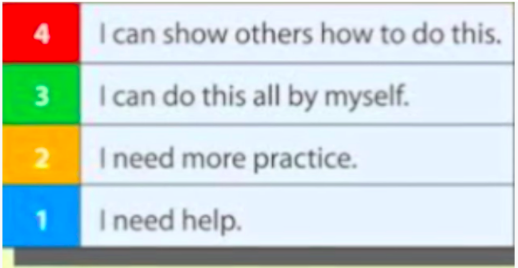 4 I can show others how to do this.
3 I can do this all by myself.
2 I need more practice.
1 I need help.